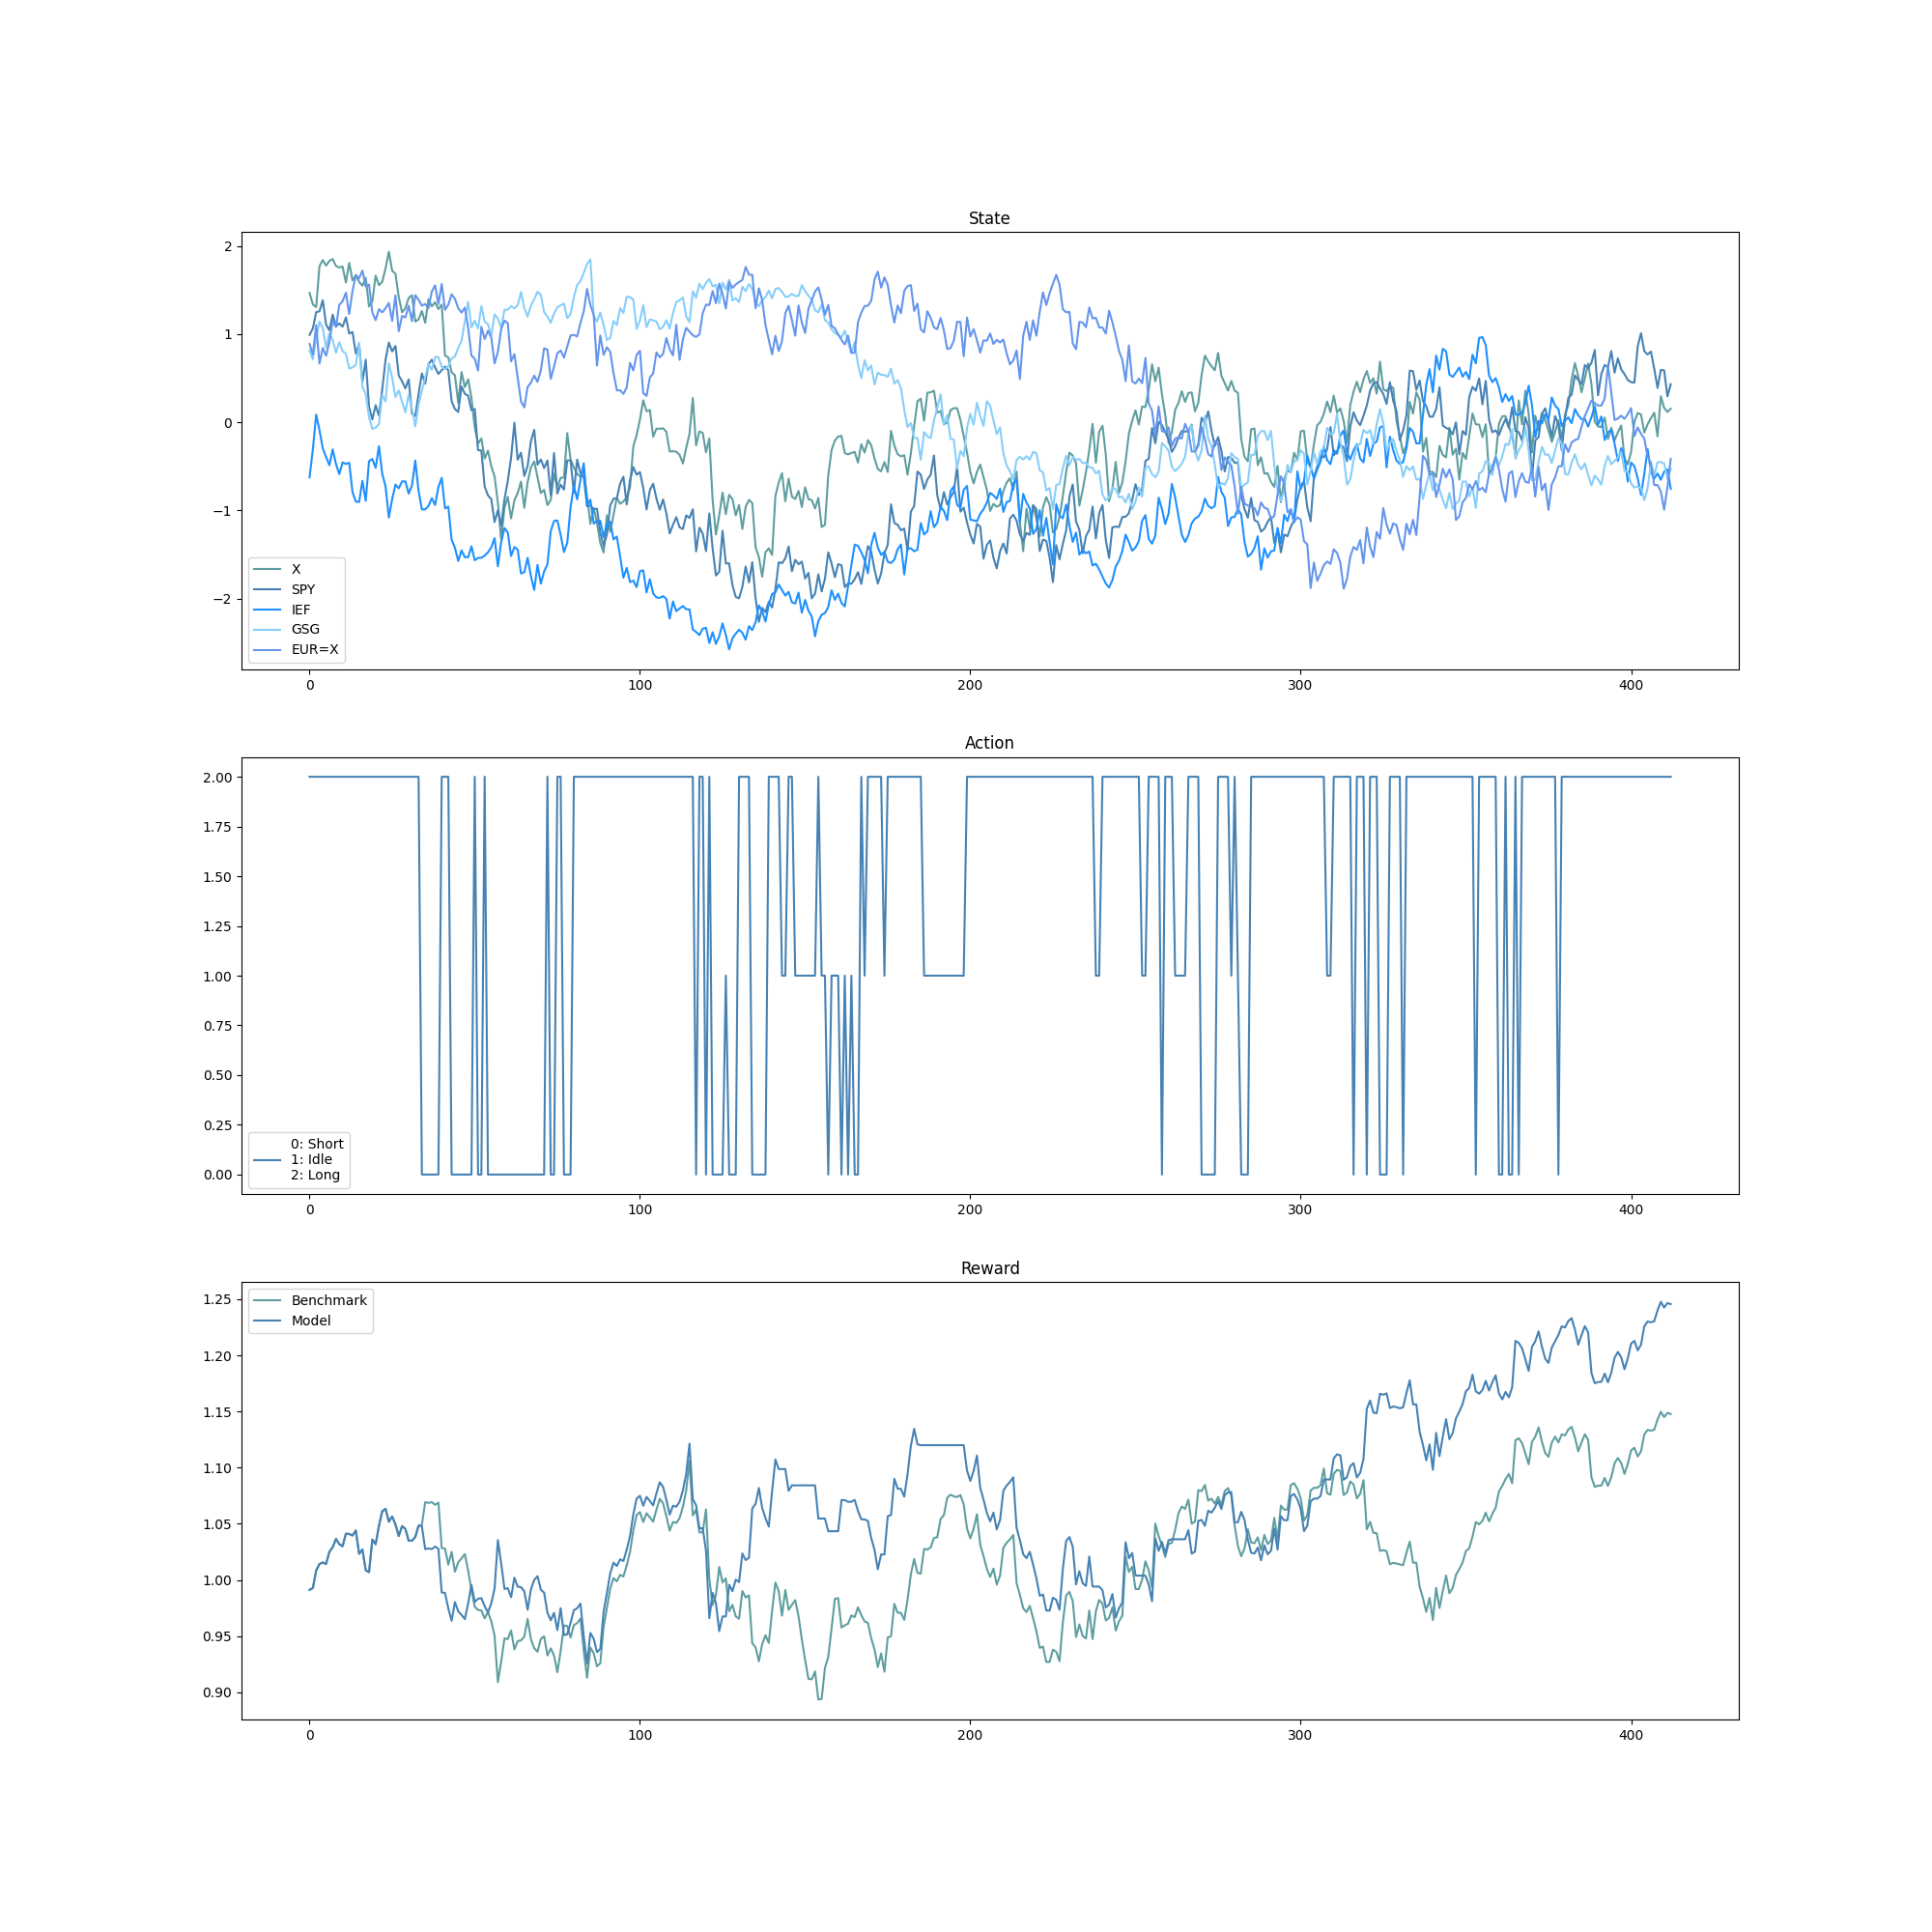 State
2
1
0
−1
−2
X
SPY
IEF
GSG
EUR=X
0 100 200 300 400
Action
2.00
1.75
1.50
1.25
1.00
0.75
0.50
0.25
0.00
0: Short
1: Idle
2: Long
0 100 200 300 400
Reward
1.25
1.20
1.15
1.10
1.05
1.00
0.95
0.90
Benchmark
Model
0 100 200 300 400